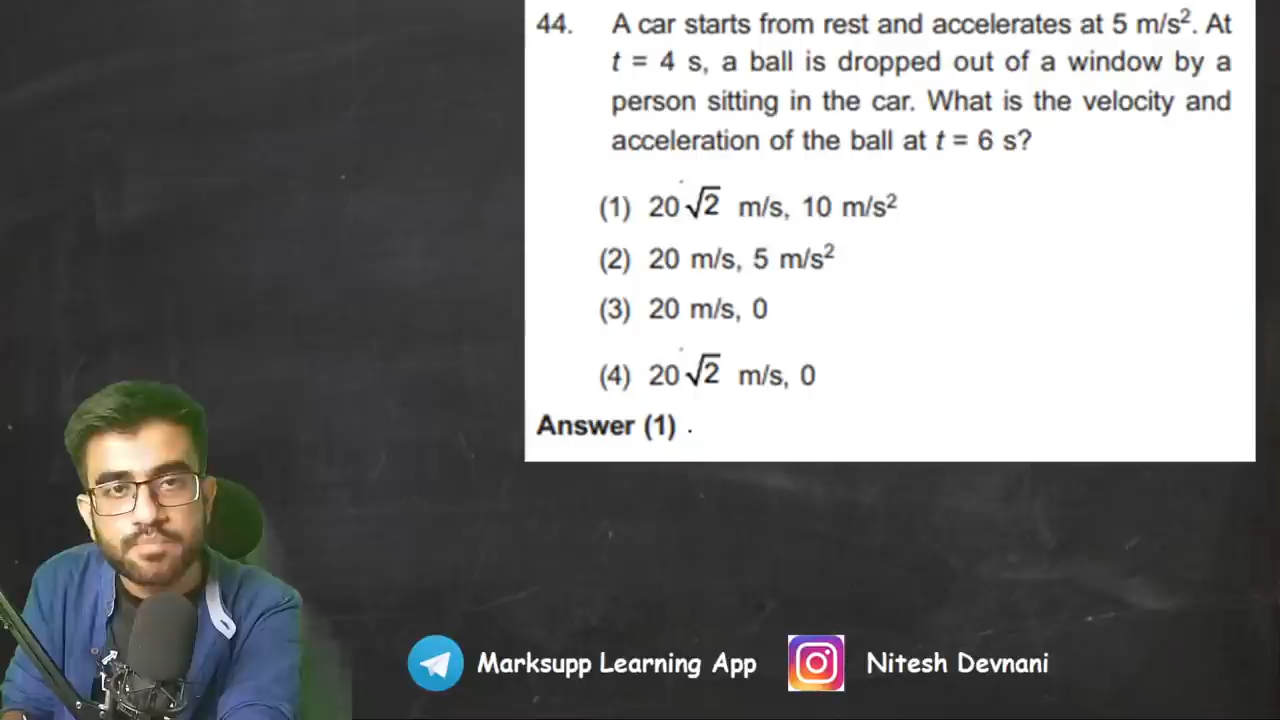 44. A car starts from rest and accelerates at 5 m/s². At
t = 4 s, a ball is dropped out of a window by a
person sitting in the car. What is the velocity and
acceleration of the ball at t = 6 s?
(1) 20√2 m/s, 10 m/s²
(2) 20 m/s, 5 m/s²
(3) 20 m/s, 0
(4) 20√2 m/s, 0
Answer (1) .
Marksupp Learning App
Nitesh Devnani